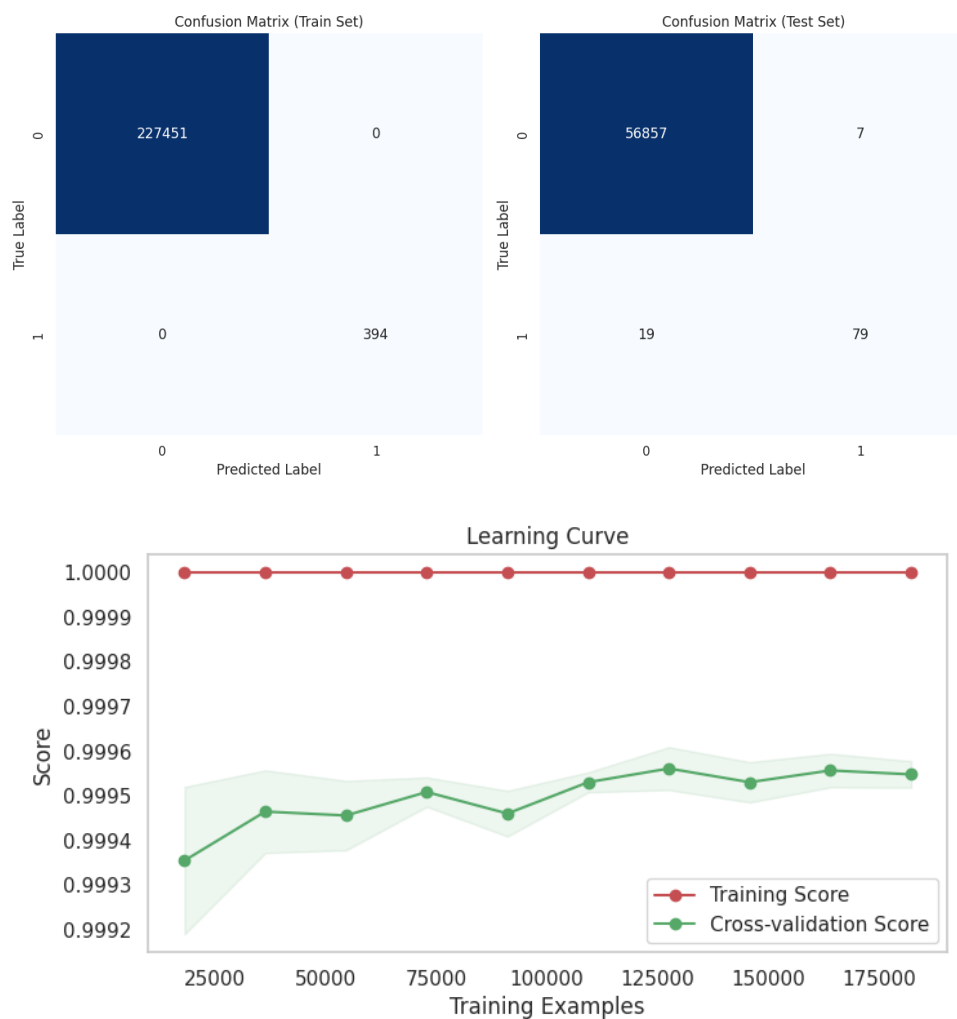 Confusion Matrix (Train Set)
Confusion Matrix (Test Set)
True Label
0
227451
0
1
0
394
0
1
Predicted Label
True Label
0
56857
7
1
19
79
0
1
Predicted Label
Learning Curve
Score
1.0000
0.9999
0.9998
0.9997
0.9996
0.9995
0.9994
0.9993
0.9992
Training Score
Cross-validation Score
25000
50000
75000
100000
125000
150000
175000
Training Examples